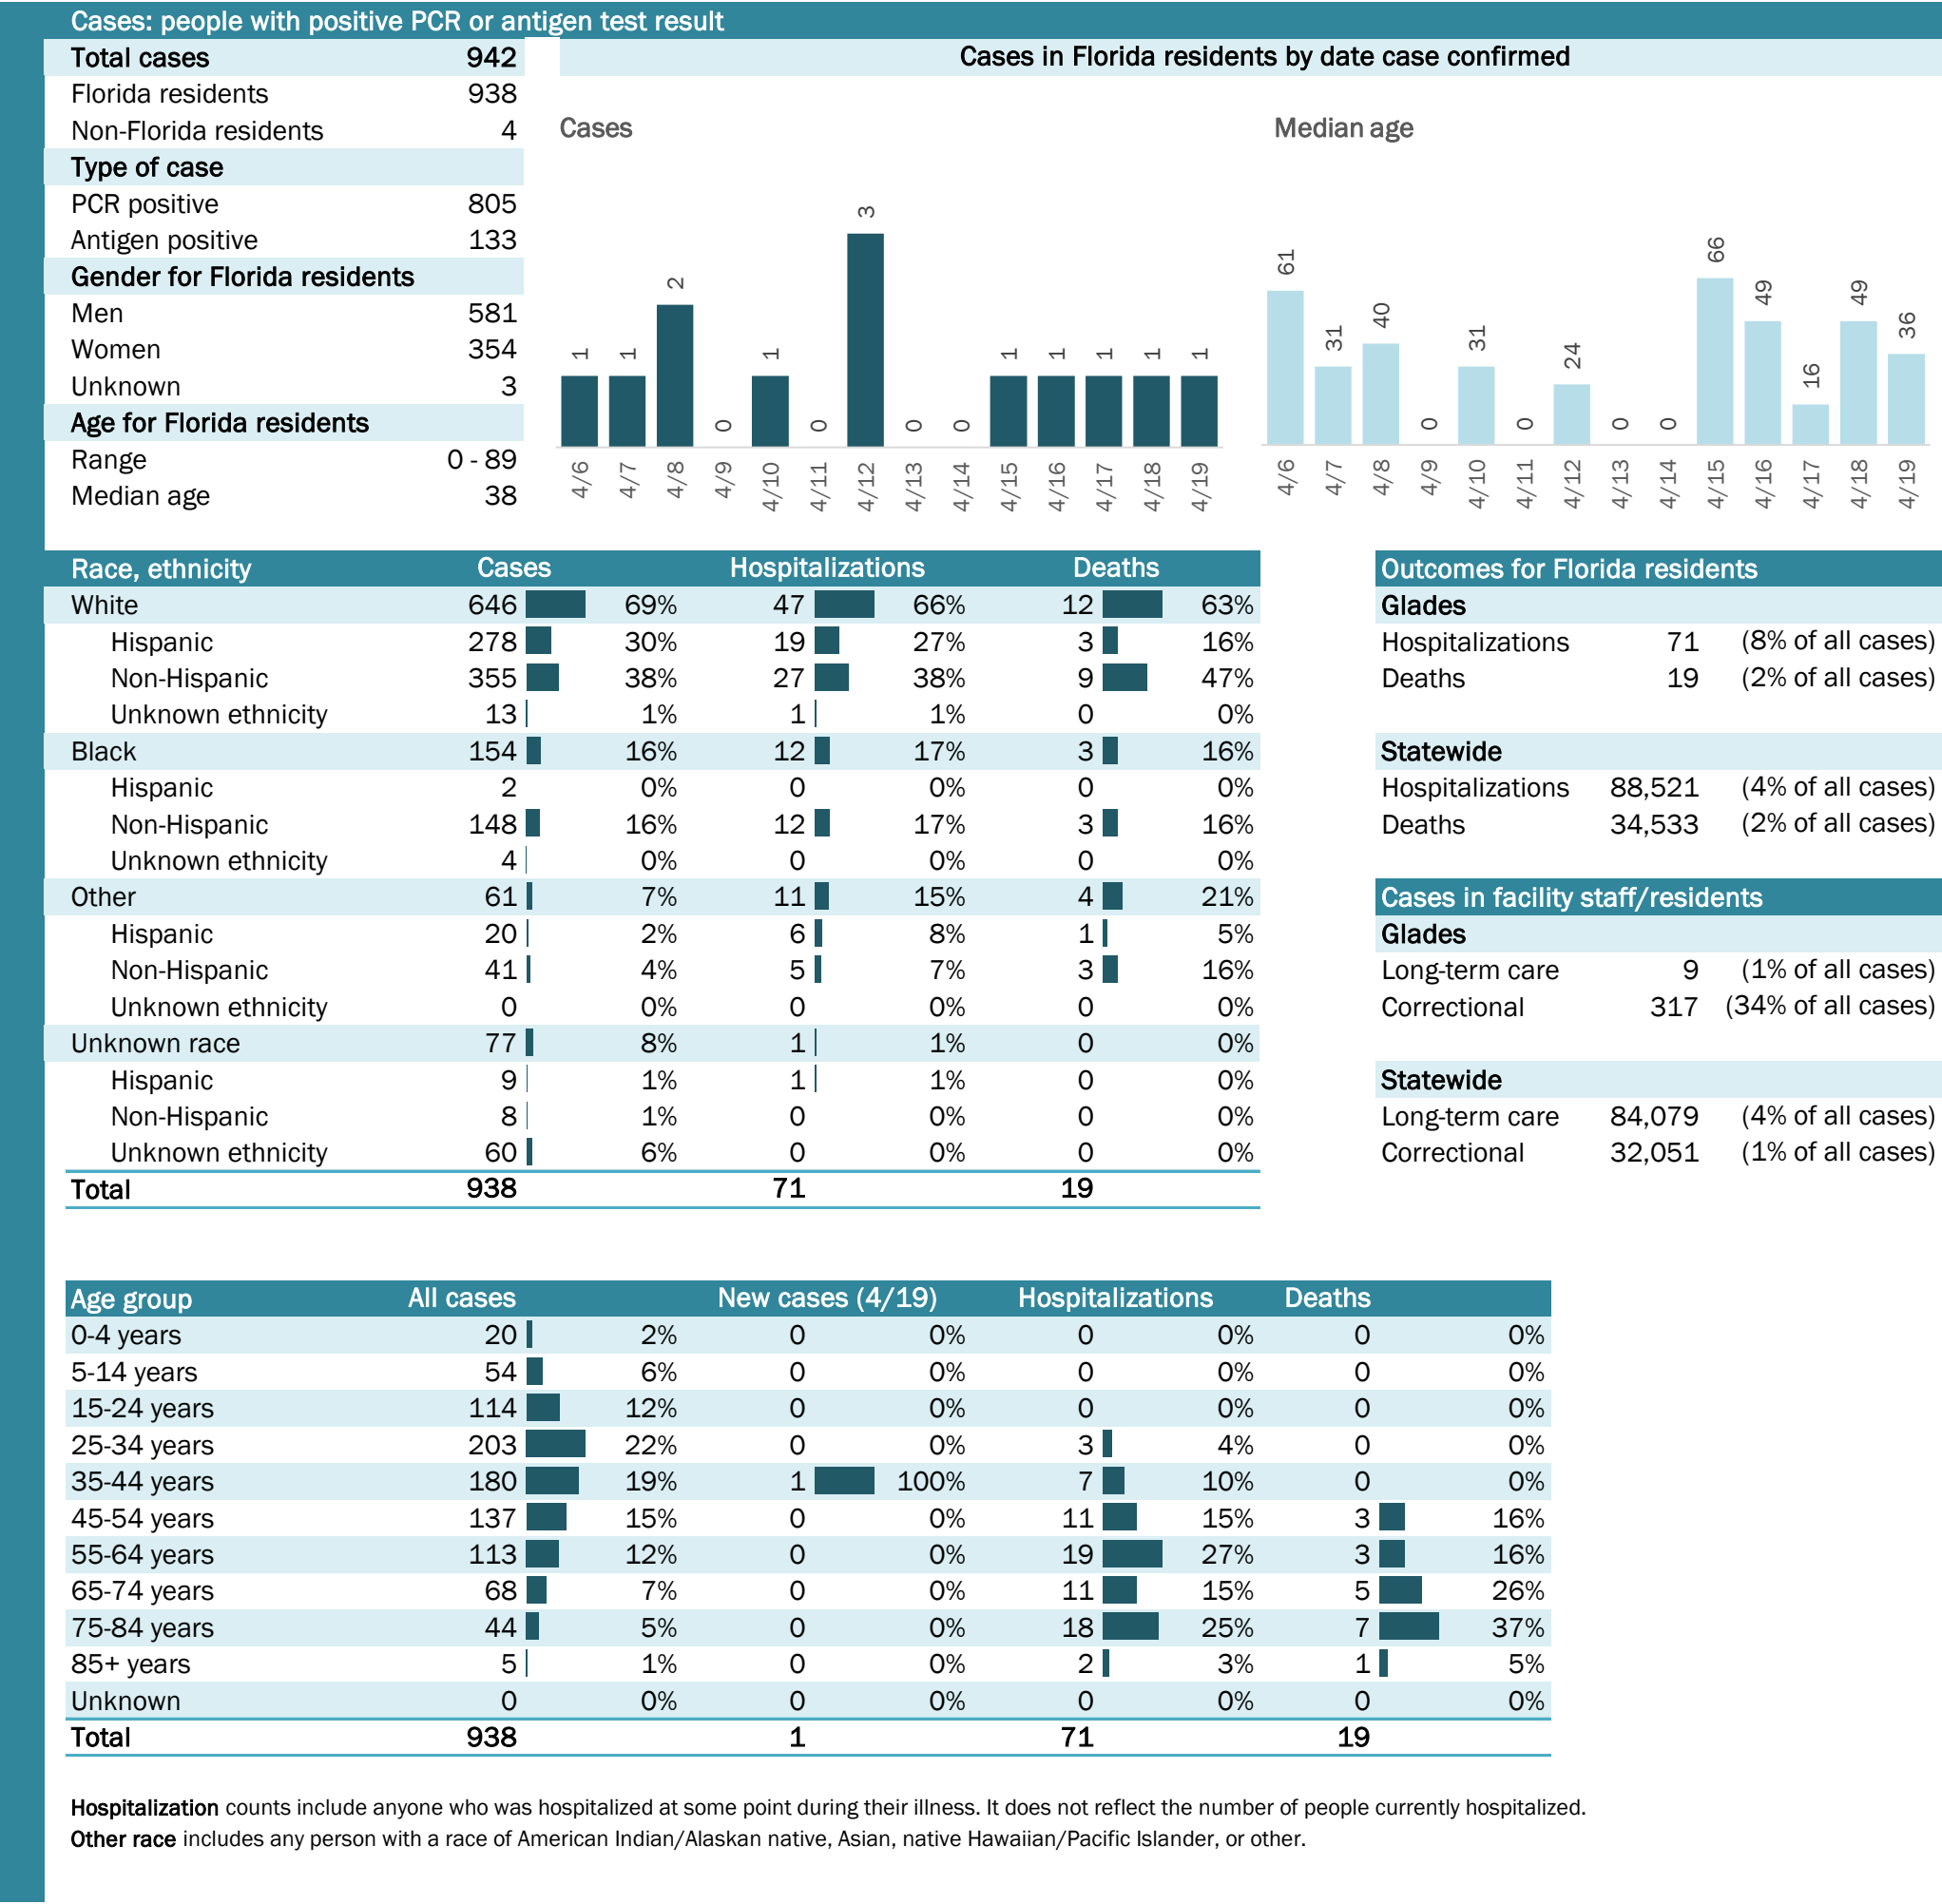 Cases: people with positive PCR or antigen test result
Total cases 942
Florida residents 938
Non-Florida residents 4
Type of case
PCR positive 805
Antigen positive 133
Gender for Florida residents
Men 581
Women 354
Unknown 3
Age for Florida residents
Range 0 - 89
Median age 38
Cases in Florida residents by date case confirmed
Cases
1 1 2 0 1 0 3 0 0 1 1 1 1 1
4/6 4/7 4/8 4/9 4/10 4/11 4/12 4/13 4/14 4/15 4/16 4/17 4/18 4/19
Median age
61 31 40 0 31 0 24 0 0 66 49 16 49 36
4/6 4/7 4/8 4/9 4/10 4/11 4/12 4/13 4/14 4/15 4/16 4/17 4/18 4/19
Race, ethnicity Cases Hospitalizations Deaths
White 646 69% 47 66% 12 63%
Hispanic 278 30% 19 27% 3 16%
Non-Hispanic 355 38% 27 38% 9 47%
Unknown ethnicity 13 1% 1 1% 0 0%
Black 154 16% 12 17% 3 16%
Hispanic 2 0% 0 0% 0 0%
Non-Hispanic 148 16% 12 17% 3 16%
Unknown ethnicity 4 0% 0 0% 0 0%
Other 61 7% 11 15% 4 21%
Hispanic 20 2% 6 8% 1 5%
Non-Hispanic 41 4% 5 7% 3 16%
Unknown ethnicity 0 0% 0 0% 0 0%
Unknown race 77 8% 1 1% 0 0%
Hispanic 9 1% 1 1% 0 0%
Non-Hispanic 8 1% 0 0% 0 0%
Unknown ethnicity 60 6% 0 0% 0 0%
Total 938 71 19
Outcomes for Florida residents
Glades
Hospitalizations 71 (8% of all cases)
Deaths 19 (2% of all cases)
Statewide
Hospitalizations 88,521 (4% of all cases)
Deaths 34,533 (2% of all cases)
Cases in facility staff/residents
Glades
Long-term care 9 (1% of all cases)
Correctional 317 (34% of all cases)
Statewide
Long-term care 84,079 (4% of all cases)
Correctional 32,051 (1% of all cases)
Age group All cases New cases (4/19) Hospitalizations Deaths
0-4 years 20 2% 0 0% 0 0% 0 0%
5-14 years 54 6% 0 0% 0 0% 0 0%
15-24 years 114 12% 0 0% 0 0% 0 0%
25-34 years 203 22% 0 0% 3 4% 0 0%
35-44 years 180 19% 1 100% 7 10% 0 0%
45-54 years 137 15% 0 0% 11 15% 3 16%
55-64 years 113 12% 0 0% 19 27% 3 16%
65-74 years 68 7% 0 0% 11 15% 5 26%
75-84 years 44 5% 0 0% 18 25% 7 37%
85+ years 5 1% 0 0% 2 3% 1 5%
Unknown 0 0% 0 0% 0 0% 0 0%
Total 938 1 71 19
Hospitalization counts include anyone who was hospitalized at some point during their illness. It does not reflect the number of people currently hospitalized.
Other race includes any person with a race of American Indian/Alaskan native, Asian, native Hawaiian/Pacific Islander, or other.